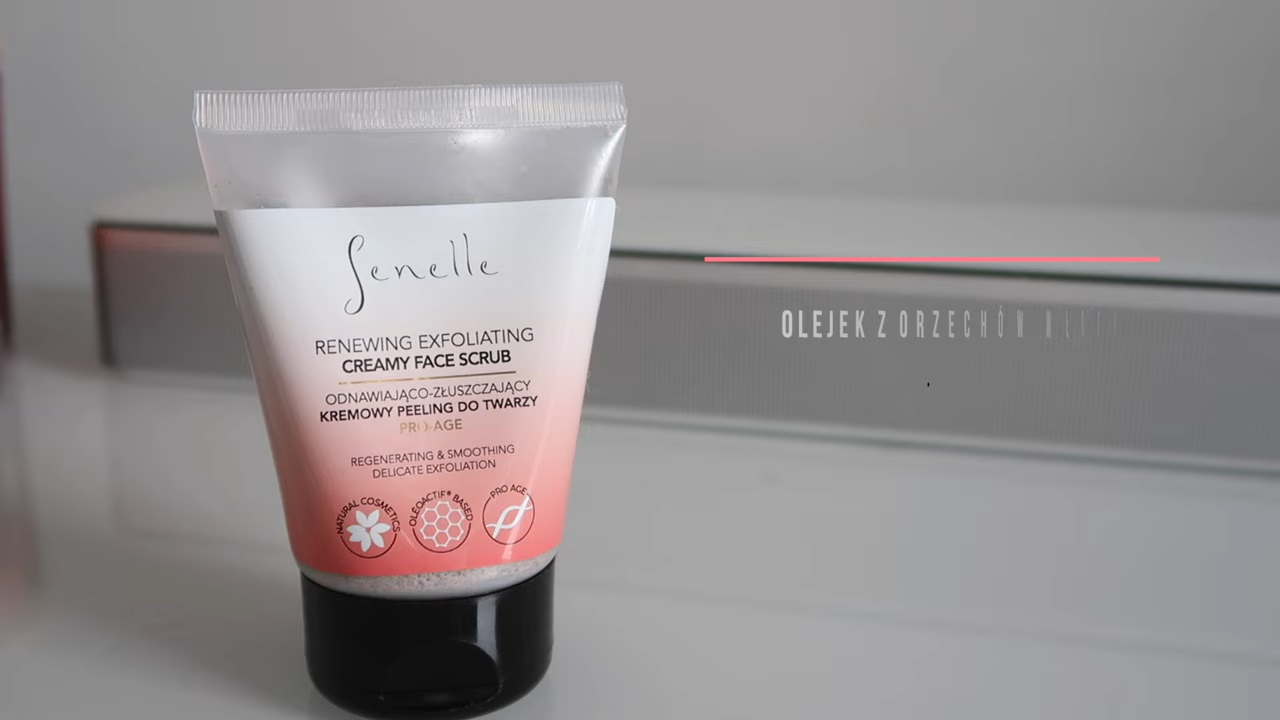 Senelle
RENEWING EXFOLIATING
CREAMY FACE SCRUB
ODNAWIAJĄCO-ZŁUSZCZAJĄCY
KREMOWY PEELING DO TWARZY
PRO-AGE
REGENERATING & SMOOTHING
DELICATE EXFOLIATION
NATURAL COSMETICS
OLEOACTIF® BASED
PRO AGE
OLEJEK Z ORZECHÓW